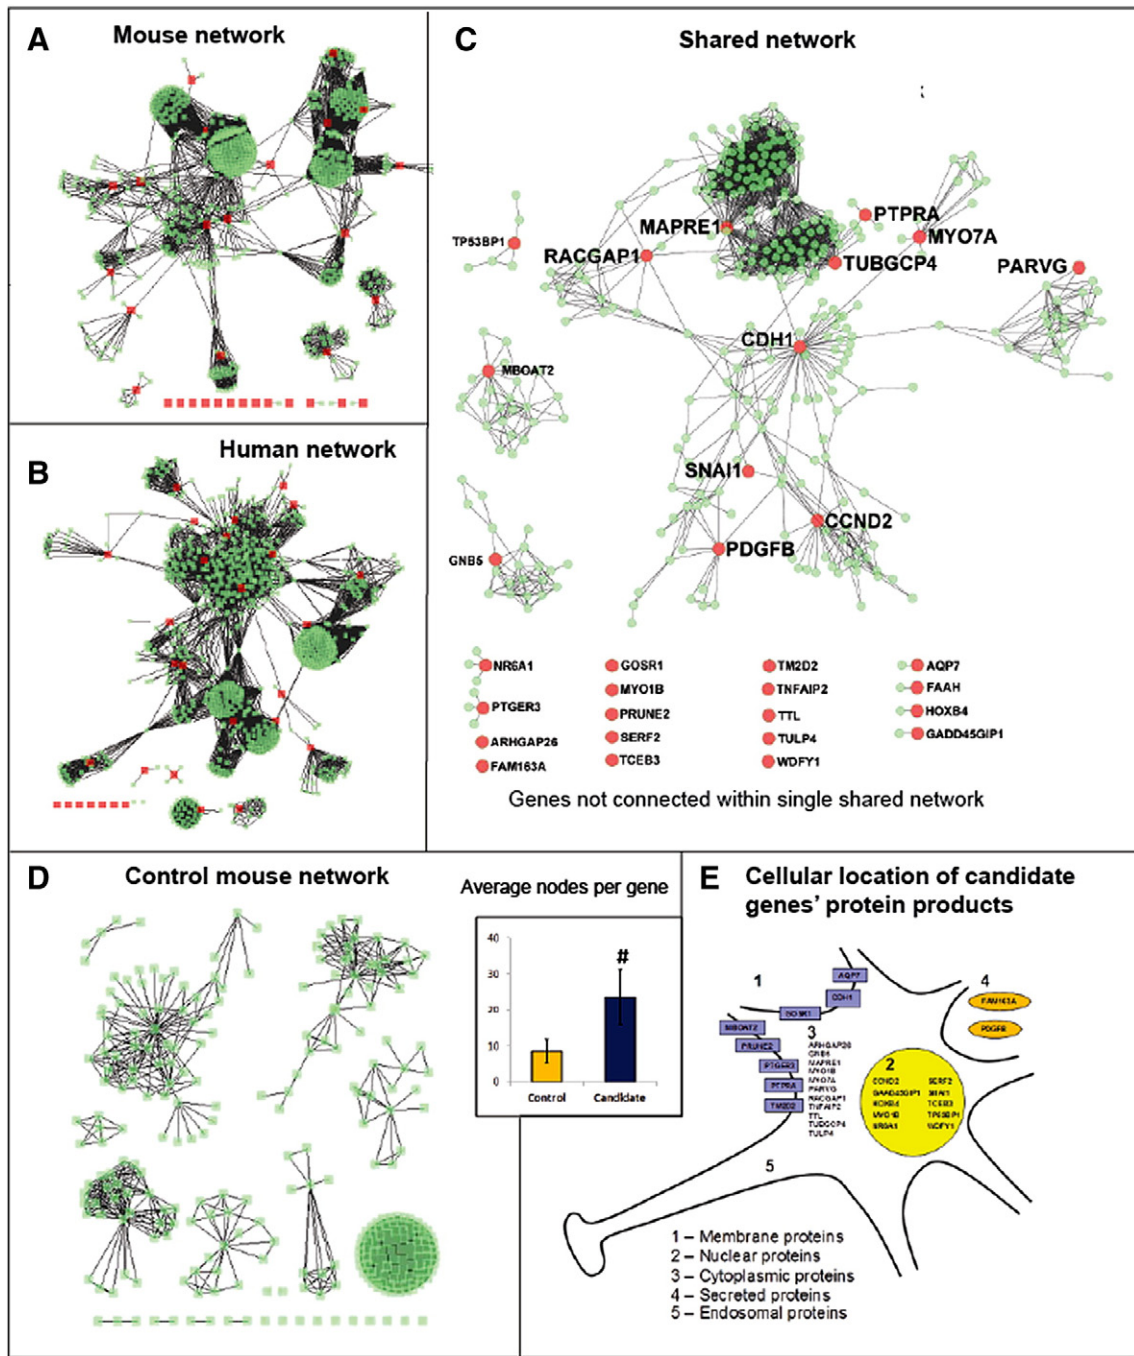 A
Mouse network
B
Human network
C
Shared network
TP53BP1
MAPRE1
RACGAP1
PTPRA
MYO7A
TUBGCP4
PARVG
CDH1
MBOAT2
SNAI1
CCND2
PDGFB
GNB5
NR6A1
GOSR1
TM2D2
AQP7
PTGER3
MYO1B
TNFAIP2
FAAH
ARHGAP26
PRUNE2
TTL
HOXB4
FAM163A
SERF2
TULP4
GADD45GIP1
TCEB3
WDFY1
Genes not connected within single shared network
D
Control mouse network
Average nodes per gene
40
30
20
10
0
#
Control
Candidate
E
Cellular location of candidate
genes' protein products
1
AQP7
CDH1
GOSR1
MBOAT2
PRUNE2
PTGER3
PTPRA
TM2D2
3
ARHGAP26
GNB5
MAPRE1
MYO1B
MYO7A
PARVG
RACGAP1
TNFAIP2
TTL
TUBGCP4
TULP4
4
FAM163A
PDGFB
2
CCND2 SERF2
GAAD45GIP1 SNAI1
HOXB4 TCEB3
MYO1B TP53BP1
NR6A1 WDFY1
5
1 – Membrane proteins
2 – Nuclear proteins
3 – Cytoplasmic proteins
4 – Secreted proteins
5 – Endosomal proteins